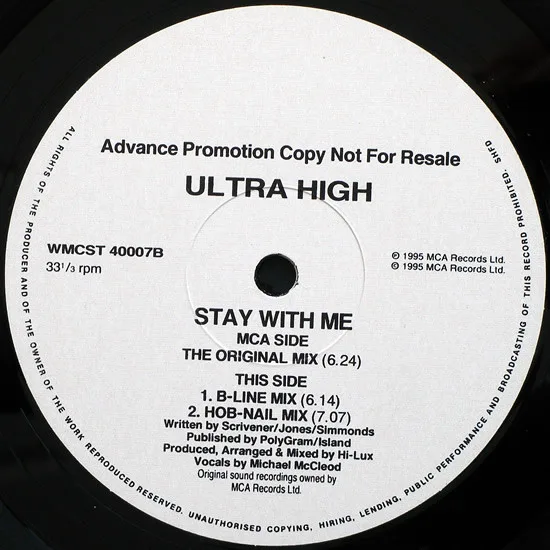 Advance Promotion Copy Not For Resale
ULTRA HIGH
WMCST 40007B
33 1/3 rpm
℗ 1995 MCA Records Ltd.
© 1995 MCA Records Ltd.
STAY WITH ME
MCA SIDE
THE ORIGINAL MIX (6.24)
THIS SIDE
1. B-LINE MIX (6.14)
2. HOB-NAIL MIX (7.07)
Written by Scrivener/Jones/Simmonds
Published by PolyGram/Island
Produced, Arranged & Mixed by Hi-Lux
Vocals by Michael McCleod
Original sound recordings owned by
MCA Records Ltd.
ALL RIGHTS OF THE PRODUCER AND OF THE OWNER OF THE WORK REPRODUCED RESERVED. UNAUTHORISED COPYING, HIRING, LENDING, PUBLIC PERFORMANCE AND BROADCASTING OF THIS RECORD PROHIBITED. SNFD